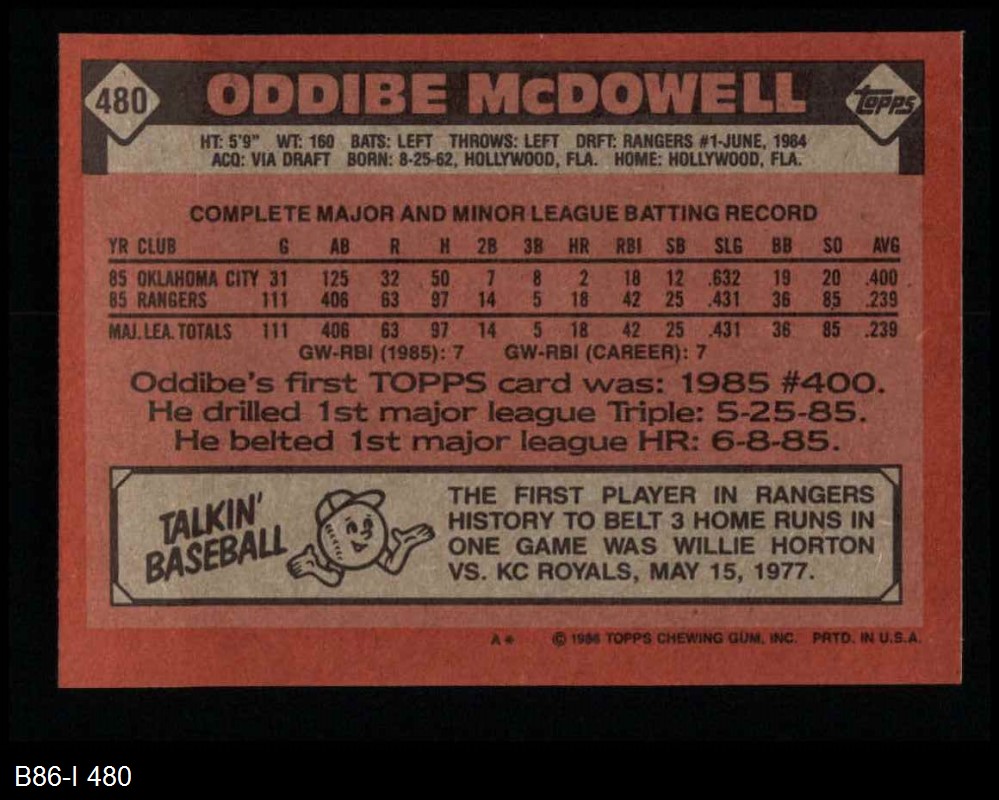 480
ODDIBE McDOWELL
Topps
HT: 5'9" WT: 160 BATS: LEFT THROWS: LEFT DRFT: RANGERS #1-JUNE, 1984
ACQ: VIA DRAFT BORN: 8-25-62, HOLLYWOOD, FLA. HOME: HOLLYWOOD, FLA.
COMPLETE MAJOR AND MINOR LEAGUE BATTING RECORD
YR CLUB G AB R H 2B 3B HR RBI SB SLG BB SO AVG
85 OKLAHOMA CITY 31 125 32 50 7 8 2 18 12 .632 19 20 .400
85 RANGERS 111 406 63 97 14 5 18 42 25 .431 36 85 .239
MAJ. LEA. TOTALS 111 406 63 97 14 5 18 42 25 .431 36 85 .239
GW-RBI (1985): 7 GW-RBI (CAREER): 7
Oddibe's first TOPPS card was: 1985 #400.
He drilled 1st major league Triple: 5-25-85.
He belted 1st major league HR: 6-8-85.
TALKIN'
BASEBALL
THE FIRST PLAYER IN RANGERS
HISTORY TO BELT 3 HOME RUNS IN
ONE GAME WAS WILLIE HORTON
VS. KC ROYALS, MAY 15, 1977.
A* © 1986 TOPPS CHEWING GUM, INC. PRTD. IN U.S.A.
B86-I 480